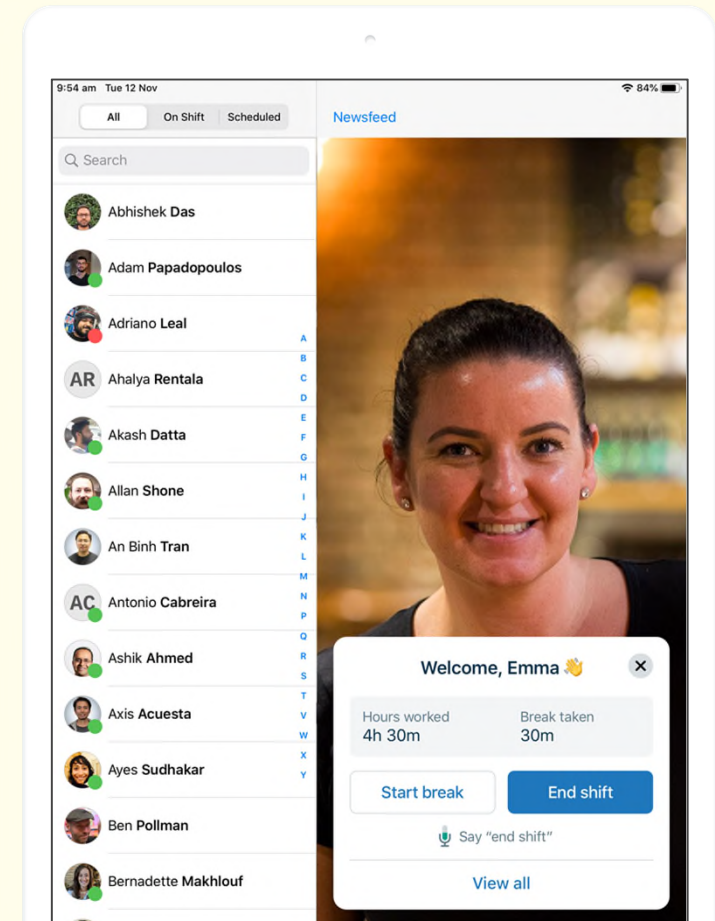 9:54 am Tue 12 Nov
84%
All On Shift Scheduled
Newsfeed
Search
Abhishek Das
Adam Papadopoulos
Adriano Leal
AR Ahalya Rentala
Akash Datta
Allan Shone
An Binh Tran
AC Antonio Cabreira
Ashik Ahmed
Axis Acuesta
Ayes Sudhakar
Ben Pollman
Bernadette Makhlouf
A
B
C
D
E
F
G
H
I
J
K
L
M
N
P
Q
R
S
T
V
W
X
Y
Welcome, Emma 👋
Hours worked Break taken
4h 30m 30m
Start break End shift
Say “end shift”
View all